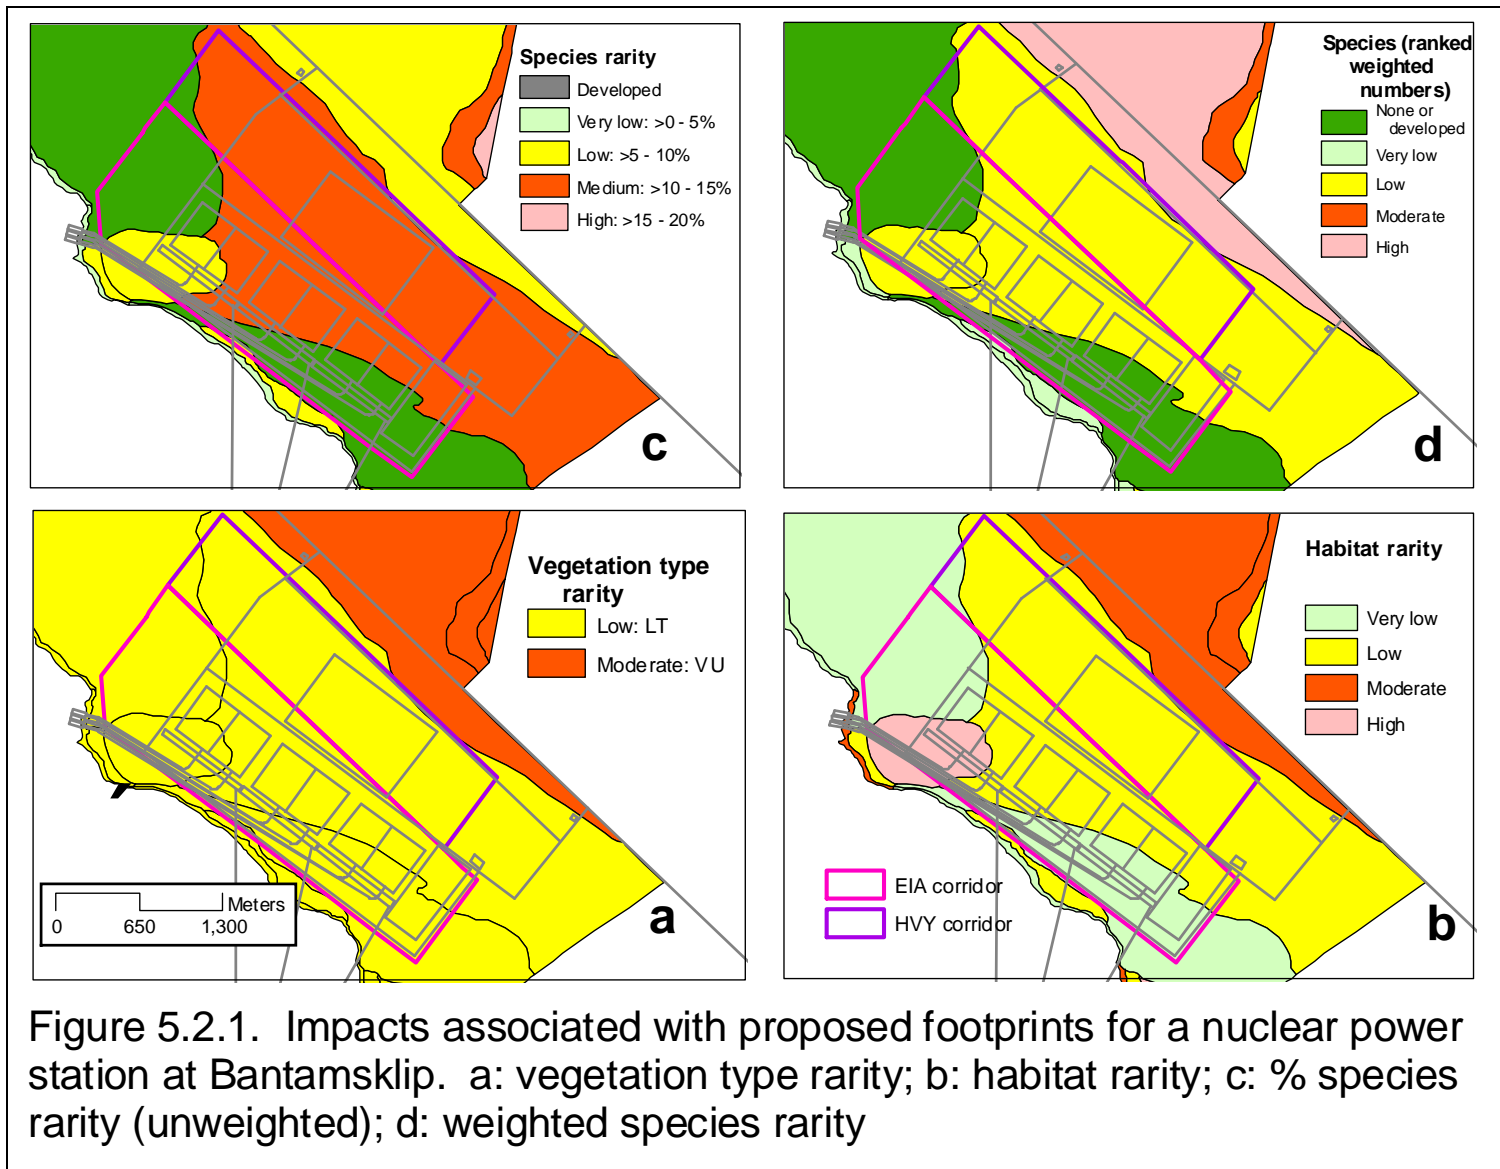 Species rarity
Developed
Very low: >0 - 5%
Low: >5 - 10%
Medium: >10 - 15%
High: >15 - 20%
c
Species (ranked
weighted
numbers)
None or
developed
Very low
Low
Moderate
High
d
Vegetation type
rarity
Low: LT
Moderate: VU
Meters
0 650 1,300
a
Habitat rarity
Very low
Low
Moderate
High
EIA corridor
HVY corridor
b
Figure 5.2.1. Impacts associated with proposed footprints for a nuclear power
station at Bantamsklip. a: vegetation type rarity; b: habitat rarity; c: % species
rarity (unweighted); d: weighted species rarity